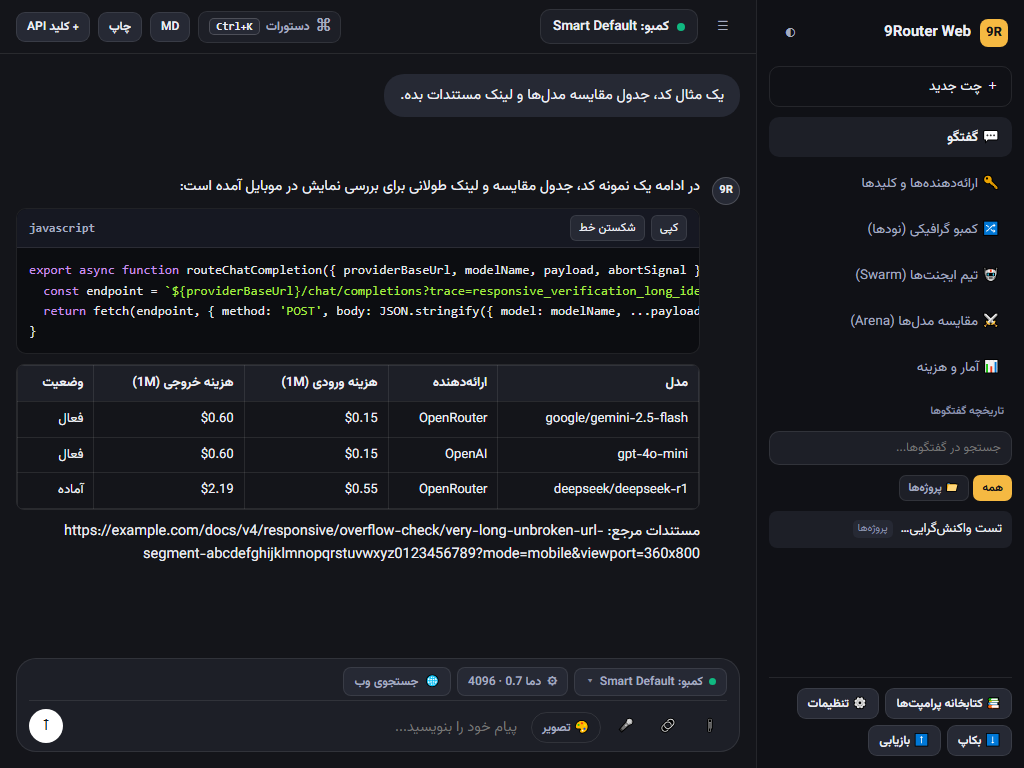 9R 9Router Web
+ چت جدید
گفتگو
ارائه‌دهنده‌ها و کلیدها
کمبو گرافیکی (نودها)
تیم ایجنت‌ها (Swarm)
مقایسه مدل‌ها (Arena)
آمار و هزینه
تاریخچه گفتگوها
جستجو در گفتگوها...
همه پروژه‌ها
تست واکنش‌گرایی... پروژه‌ها
کتابخانه پرامپت‌ها تنظیمات
بکاپ بازیابی
کمبو: Smart Default
دستورات Ctrl+K
MD
چاپ
+ کلید API
یک مثال کد، جدول مقایسه مدل‌ها و لینک مستندات بده.
9R
در ادامه یک نمونه کد، جدول مقایسه و لینک طولانی برای بررسی نمایش در موبایل آمده است:
کپی شکستن خط javascript
export async function routeChatCompletion({ providerBaseUrl, modelName, payload, abortSignal }
const endpoint = `${providerBaseUrl}/chat/completions?trace=responsive_verification_long_ide
return fetch(endpoint, { method: 'POST', body: JSON.stringify({ model: modelName, ...payload
}
مدل ارائه‌دهنده هزینه ورودی (1M) هزینه خروجی (1M) وضعیت
google/gemini-2.5-flash OpenRouter $0.15 $0.60 فعال
gpt-4o-mini OpenAI $0.15 $0.60 فعال
deepseek/deepseek-r1 OpenRouter $0.55 $2.19 آماده
مستندات مرجع: https://example.com/docs/v4/responsive/overflow-check/very-long-unbroken-url-
segment-abcdefghijklmnopqrstuvwxyz0123456789?mode=mobile&viewport=360x800
کمبو: Smart Default دما 0.7 · 4096 جستجوی وب
تصویر پیام خود را بنویسید...